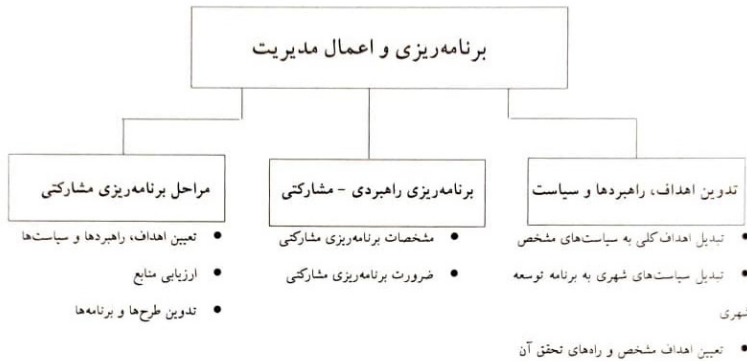 برنامه‌ریزی و اعمال مدیریت
تدوین اهداف، راهبردها و سیاست
• تبدیل اهداف کلی به سیاست‌های مشخص
• تبدیل سیاست‌های شهری به برنامه توسعه
شهری
• تعیین اهداف مشخص و راه‌های تحقق آن
برنامه‌ریزی راهبردی - مشارکتی
• مشخصات برنامه‌ریزی مشارکتی
• ضرورت برنامه‌ریزی مشارکتی
مراحل برنامه‌ریزی مشارکتی
• تعیین اهداف، راهبردها و سیاست‌ها
• ارزیابی منابع
• تدوین طرح‌ها و برنامه‌ها